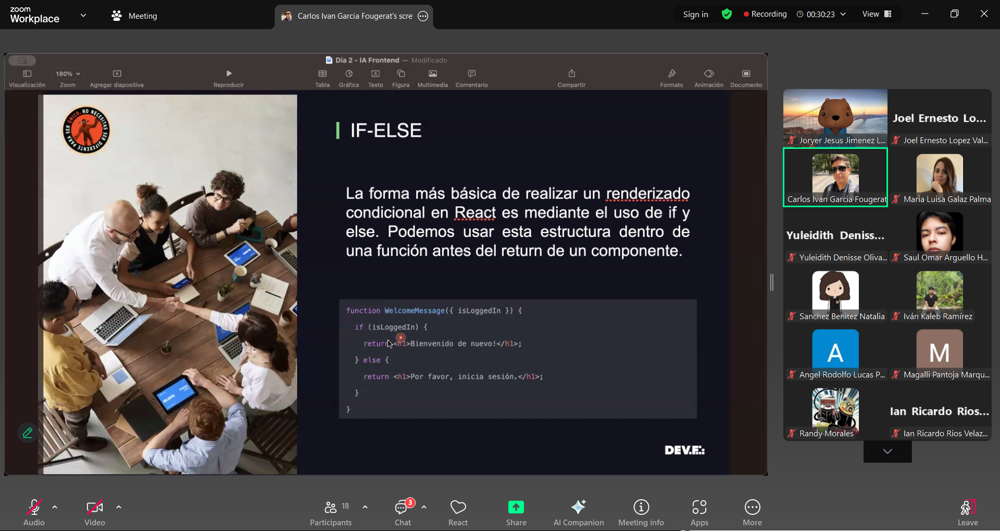 zoom
Workplace
Meeting
Carlos Ivan Garcia Fougerat's scre
Sign in
Recording
00:30:23
View
Día 2 - IA Frontend — Modificado
180%
Visualización
Zoom
Agregar diapositiva
Reproducir
Tabla
Gráfica
Texto
Figura
Multimedia
Comentario
Compartir
Formato
Animación
Documento
PARA SER ÚNICO, NO NECESITAS SER DIFERENTE
IF-ELSE
La forma más básica de realizar un renderizado
condicional en React es mediante el uso de if y
else. Podemos usar esta estructura dentro de
una función antes del return de un componente.
function WelcomeMessage({ isLoggedIn }) {
if (isLoggedIn) {
return <h1>Bienvenido de nuevo!</h1>;
} else {
return <h1>Por favor, inicia sesión.</h1>;
}
}
DEV.F.:
Joryer Jesus Jimenez L...
Joel Ernesto Lo...
Joel Ernesto Lopez Val...
Carlos Ivan Garcia Fougerat
Maria Luisa Galaz Palma
Yuleidith Deniss...
Yuleidith Denisse Oliva...
Saul Omar Arguello H...
Sanchez Benitez Natalia
Iván Kaleb Ramírez
A
Angel Rodolfo Lucas P...
M
Magalli Pantoja Marqu...
Randy Morales
Ian Ricardo Rios...
Ian Ricardo Rios Velaz...
Audio
Video
18
Participants
3
Chat
React
Share
AI Companion
Meeting info
Apps
More
Leave